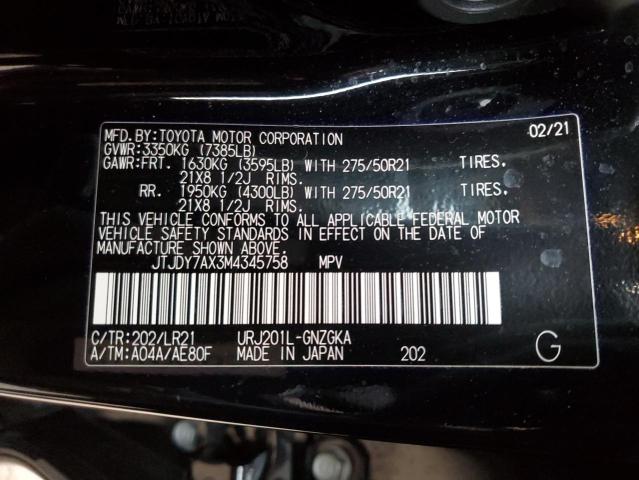 MFD.BY:TOYOTA MOTOR CORPORATION 02/21
GVWR:3350KG (7385LB)
GAWR:FRT. 1630KG (3595LB) WITH 275/50R21 TIRES.
21X8 1/2J RIMS.
RR. 1950KG (4300LB) WITH 275/50R21 TIRES.
21X8 1/2J RIMS.
THIS VEHICLE CONFORMS TO ALL APPLICABLE FEDERAL MOTOR
VEHICLE SAFETY STANDARDS IN EFFECT ON THE DATE OF
MANUFACTURE SHOWN ABOVE.
JTJDY7AX3M4345758 MPV
C/TR:202/LR21 URJ201L-GNZGKA
A/TM:A04A/AE80F MADE IN JAPAN 202 G